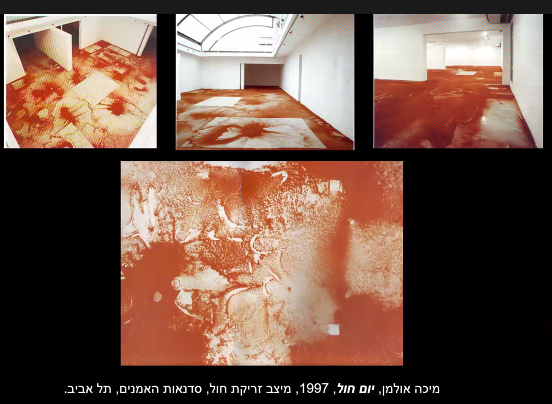 מיכה אולמן, יום חול, 1997, מיצב זריקת חול, סדנאות האמנים, תל אביב.